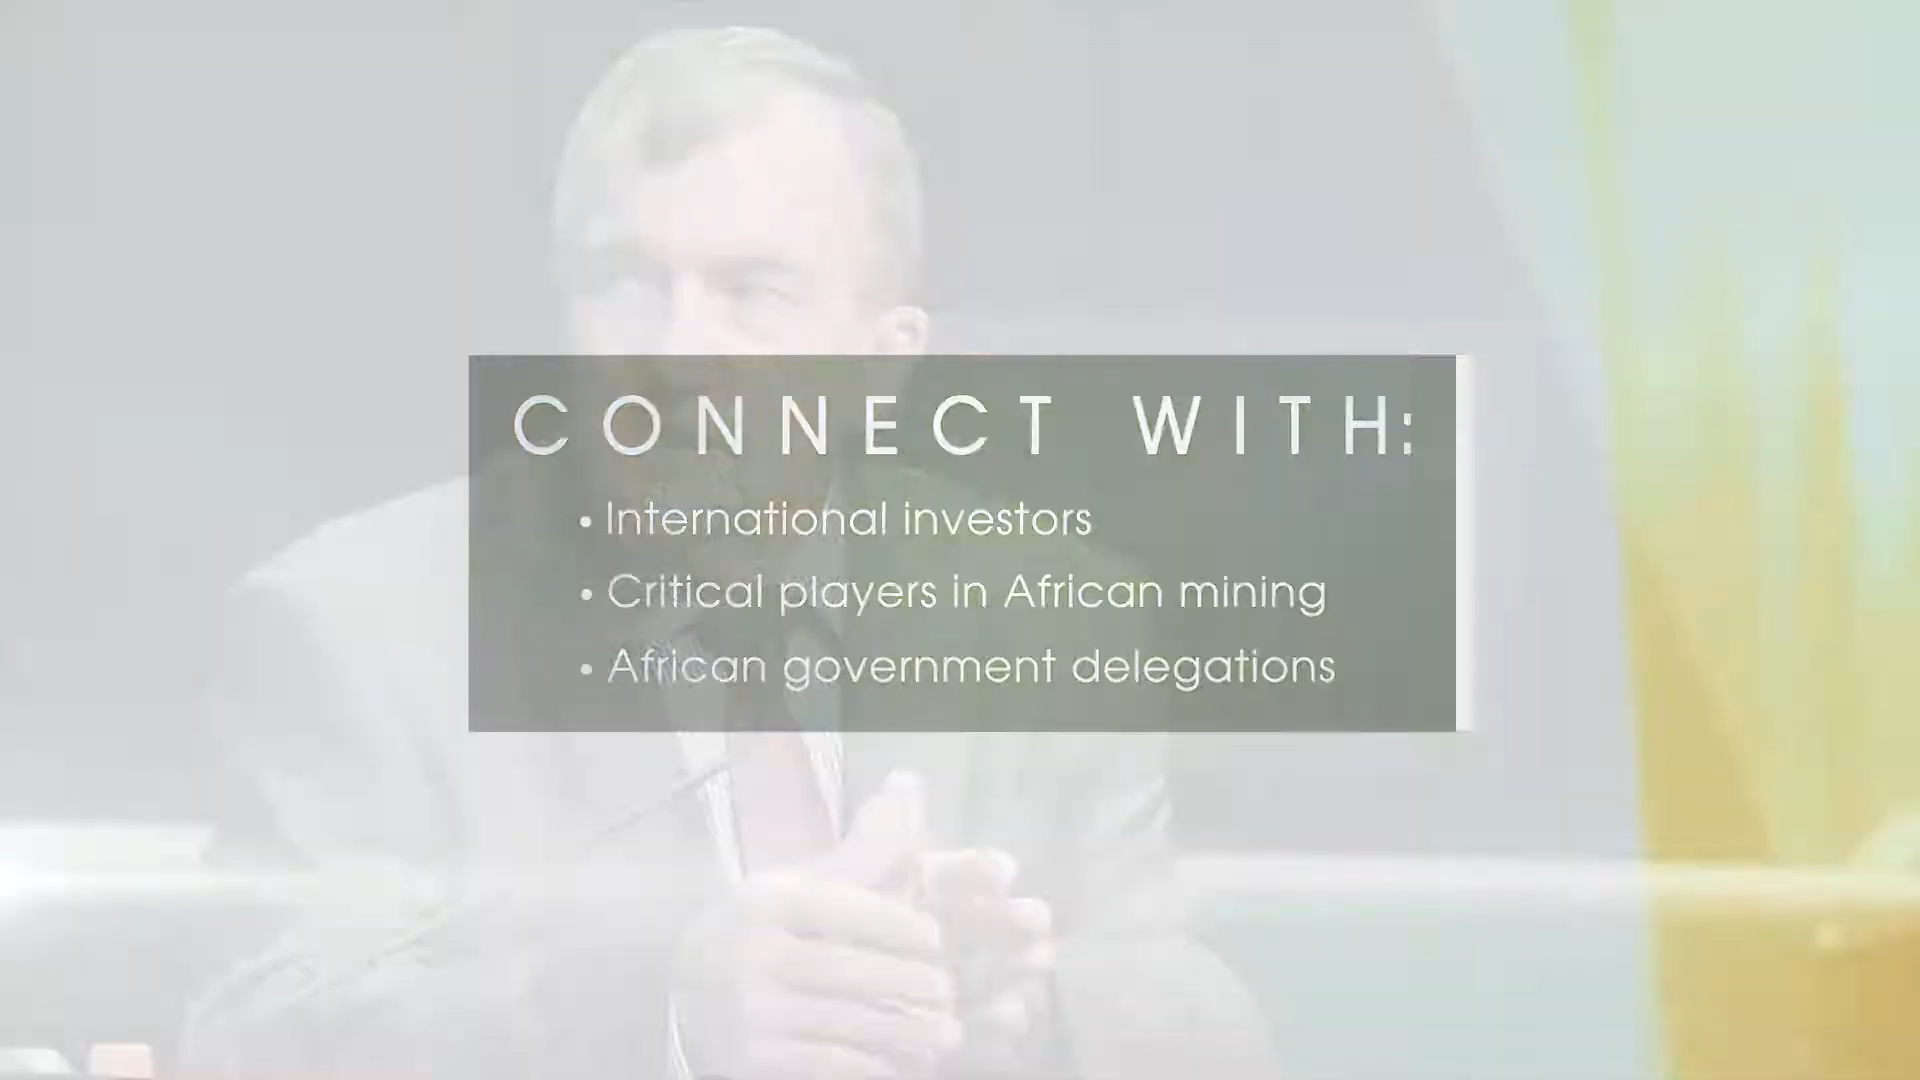 CONNECT WITH:
• International investors
• Critical players in African mining
• African government delegations